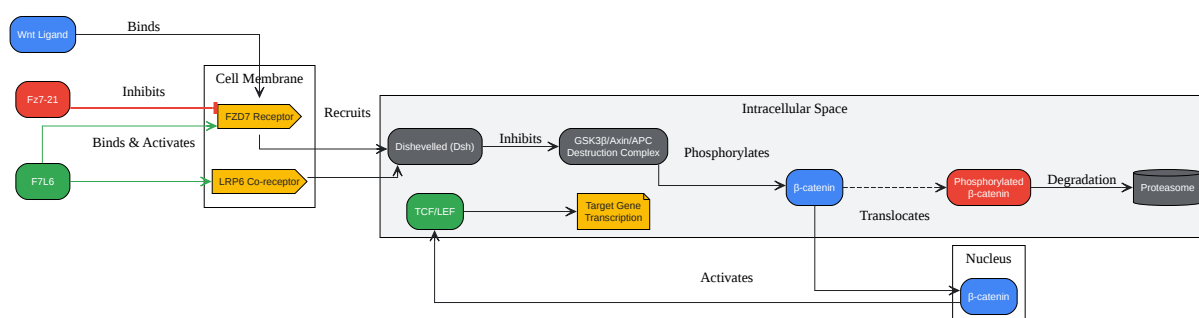 Wnt Ligand
Binds
Cell Membrane
Fz7-21
Inhibits
FZD7 Receptor
Binds & Activates
F7L6
LRP6 Co-receptor
Recruits
Intracellular Space
Dishevelled (Dsh)
Inhibits
GSK3β/Axin/APC
Destruction Complex
Phosphorylates
β-catenin
Phosphorylated
β-catenin
Degradation
Proteasome
Translocates
TCF/LEF
Target Gene
Transcription
Nucleus
Activates
β-catenin